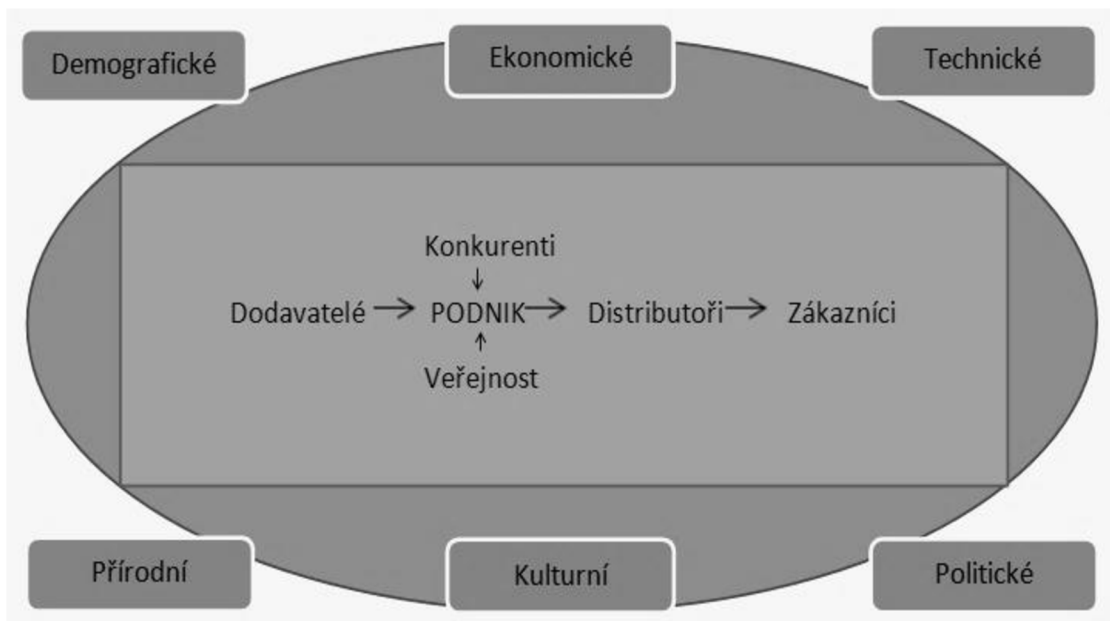 Demografické
Ekonomické
Technické
Konkurenti
Dodavatelé → PODNIK → Distributoři → Zákazníci
Veřejnost
Přírodní
Kulturní
Politické